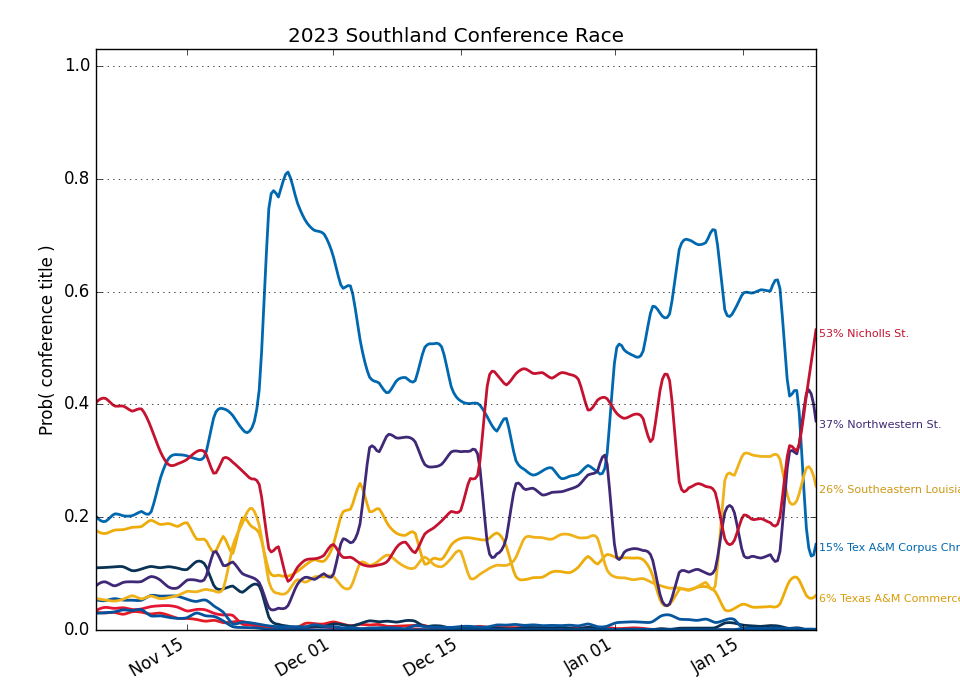 2023 Southland Conference Race
Prob( conference title )
1.0
0.8
0.6
0.4
0.2
0.0
Nov 15
Dec 01
Dec 15
Jan 01
Jan 15
53% Nicholls St.
37% Northwestern St.
26% Southeastern Louisia
15% Tex A&M Corpus Chr
6% Texas A&M Commerce